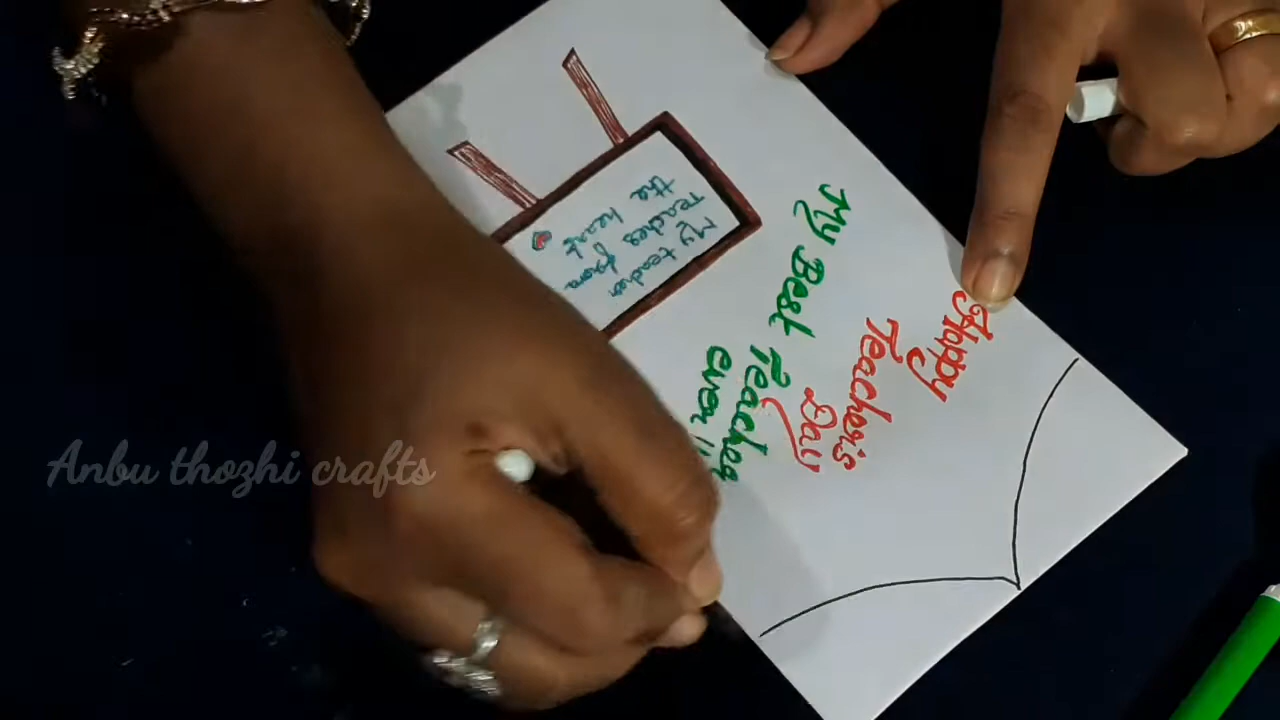 Happy
Teacher's
Day
My Best Teacher
ever !!
My teacher
Teaches from
the heart
Anbu thozhi crafts